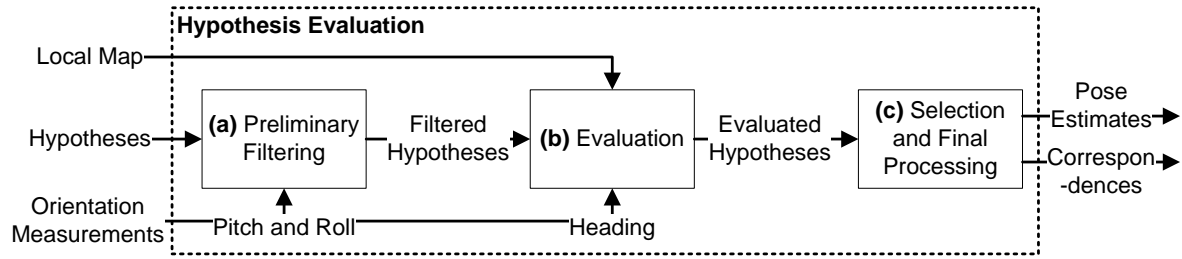 Hypothesis Evaluation
Local Map
Hypotheses
(a) Preliminary
Filtering
Filtered
Hypotheses
(b) Evaluation
Evaluated
Hypotheses
(c) Selection
and Final
Processing
Pose
Estimates
Correspon
-dences
Orientation
Measurements
Pitch and Roll
Heading